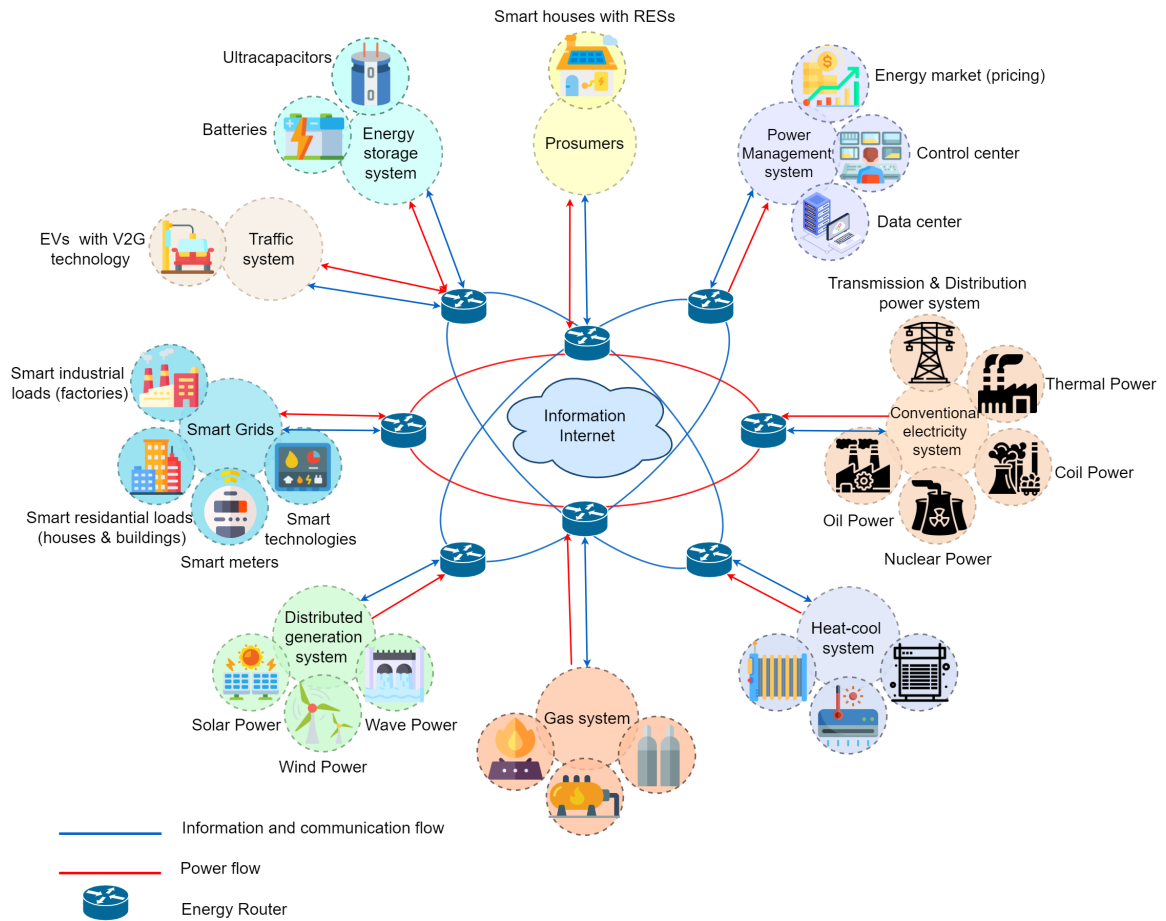 Smart houses with RESs
Ultracapacitors
Batteries
Energy
storage
system
Prosumers
Power
Management
system
Energy market (pricing)
Control center
Data center
EVs with V2G
technology
Traffic
system
Transmission & Distribution
power system
Thermal Power
Conventional
electricity
system
Coil Power
Oil Power
Nuclear Power
Smart industrial
loads (factories)
Smart Grids
Smart residantial loads
(houses & buildings)
Smart meters
Smart
technologies
Information
Internet
Distributed
generation
system
Solar Power
Wave Power
Wind Power
Gas system
Heat-cool
system
Information and communication flow
Power flow
Energy Router